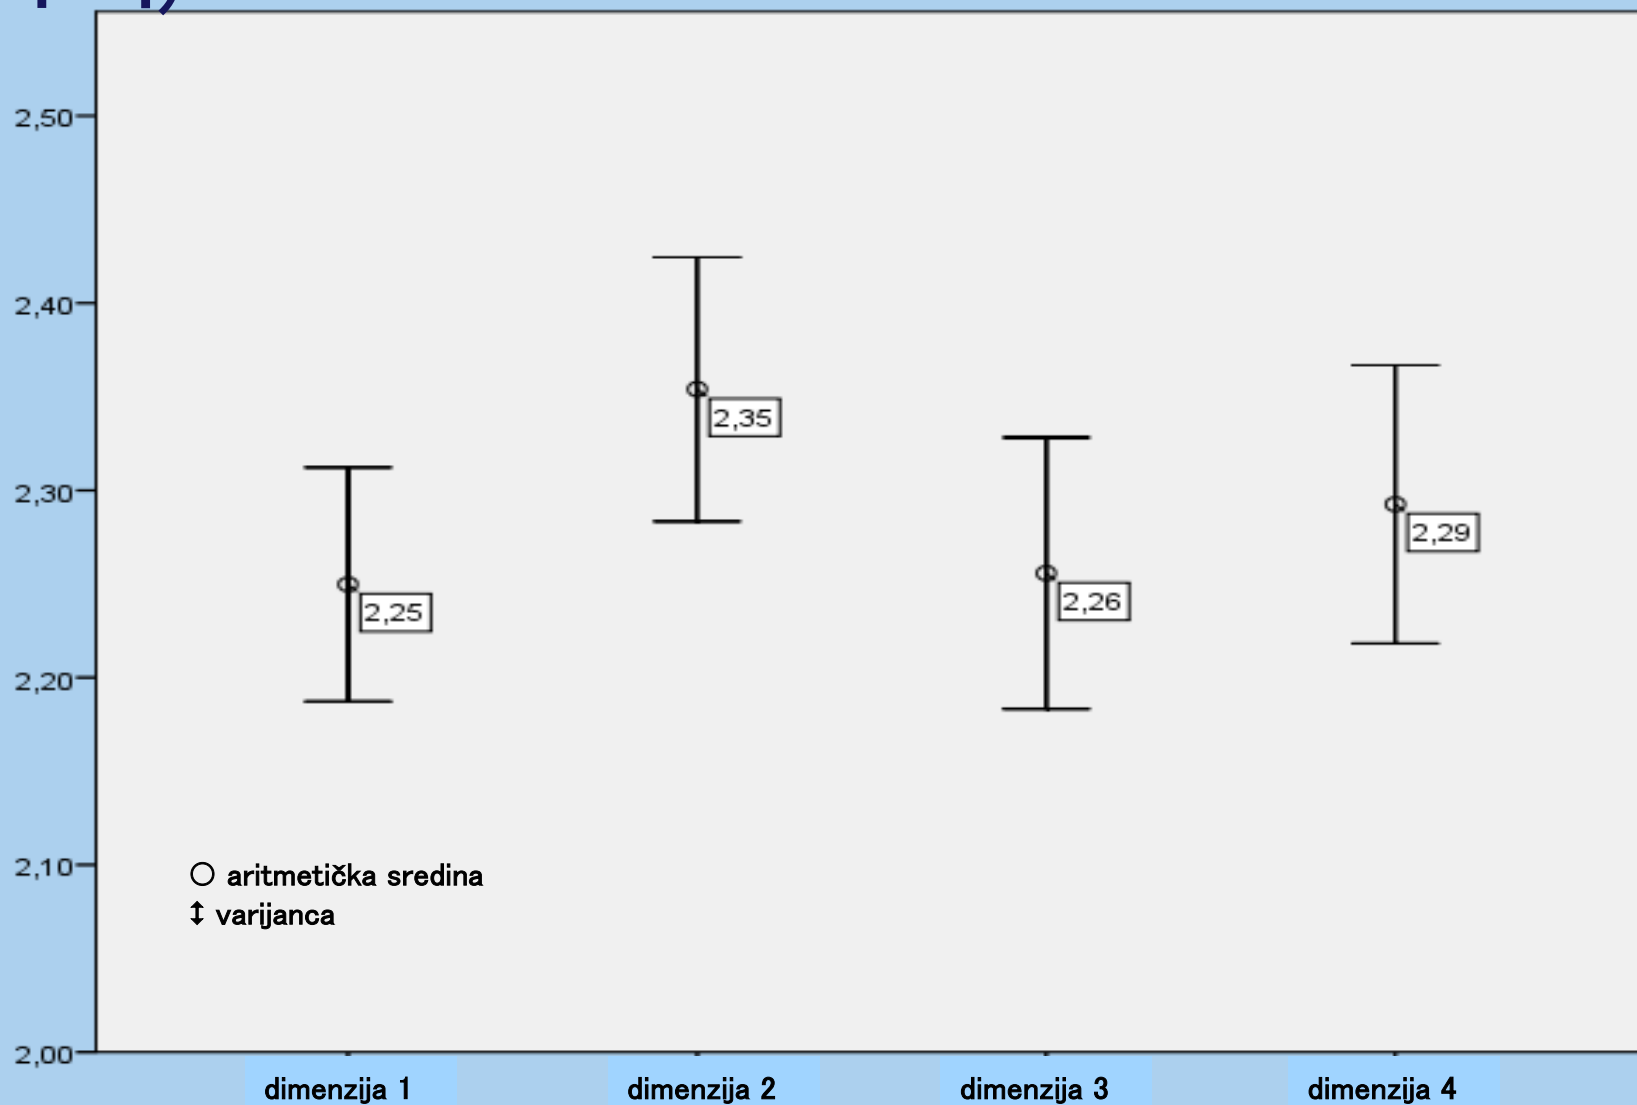 2,50
2,40
2,30
2,20
2,10
2,00
2,25
2,35
2,26
2,29
○ aritmetička sredina
↕ varijanca
dimenzija 1
dimenzija 2
dimenzija 3
dimenzija 4